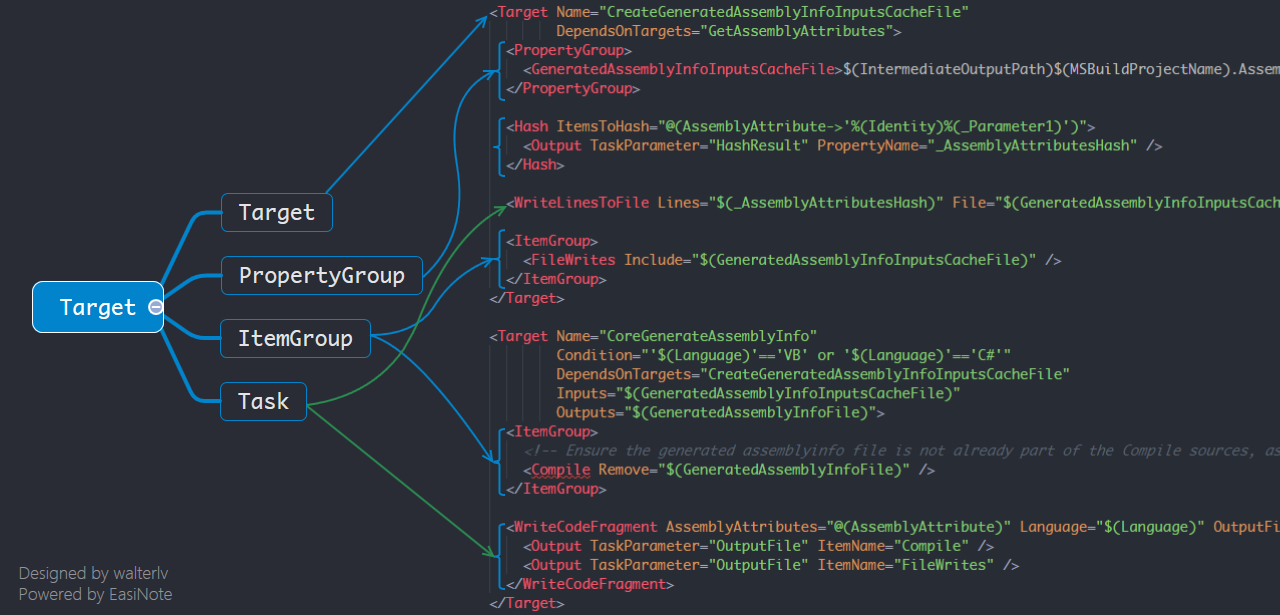 Target
Target
PropertyGroup
ItemGroup
Task
<Target Name="CreateGeneratedAssemblyInfoInputsCacheFile"
DependsOnTargets="GetAssemblyAttributes">
<PropertyGroup>
<GeneratedAssemblyInfoInputsCacheFile>$(IntermediateOutputPath)$(MSBuildProjectName).Assem
</PropertyGroup>
<Hash ItemsToHash="@(AssemblyAttribute->'%(Identity)%(_Parameter1)')">
<Output TaskParameter="HashResult" PropertyName="_AssemblyAttributesHash" />
</Hash>
<WriteLinesToFile Lines="$(_AssemblyAttributesHash)" File="$(GeneratedAssemblyInfoInputsCach
<ItemGroup>
<FileWrites Include="$(GeneratedAssemblyInfoInputsCacheFile)" />
</ItemGroup>
</Target>
<Target Name="CoreGenerateAssemblyInfo"
Condition="'$(Language)'=='VB' or '$(Language)'=='C#'"
DependsOnTargets="CreateGeneratedAssemblyInfoInputsCacheFile"
Inputs="$(GeneratedAssemblyInfoInputsCacheFile)"
Outputs="$(GeneratedAssemblyInfoFile)">
<ItemGroup>
<!-- Ensure the generated assemblyinfo file is not already part of the Compile sources, as
<Compile Remove="$(GeneratedAssemblyInfoFile)" />
</ItemGroup>
<WriteCodeFragment AssemblyAttributes="@(AssemblyAttribute)" Language="$(Language)" OutputFi
<Output TaskParameter="OutputFile" ItemName="Compile" />
<Output TaskParameter="OutputFile" ItemName="FileWrites" />
</WriteCodeFragment>
</Target>
Designed by walterlv
Powered by EasiNote